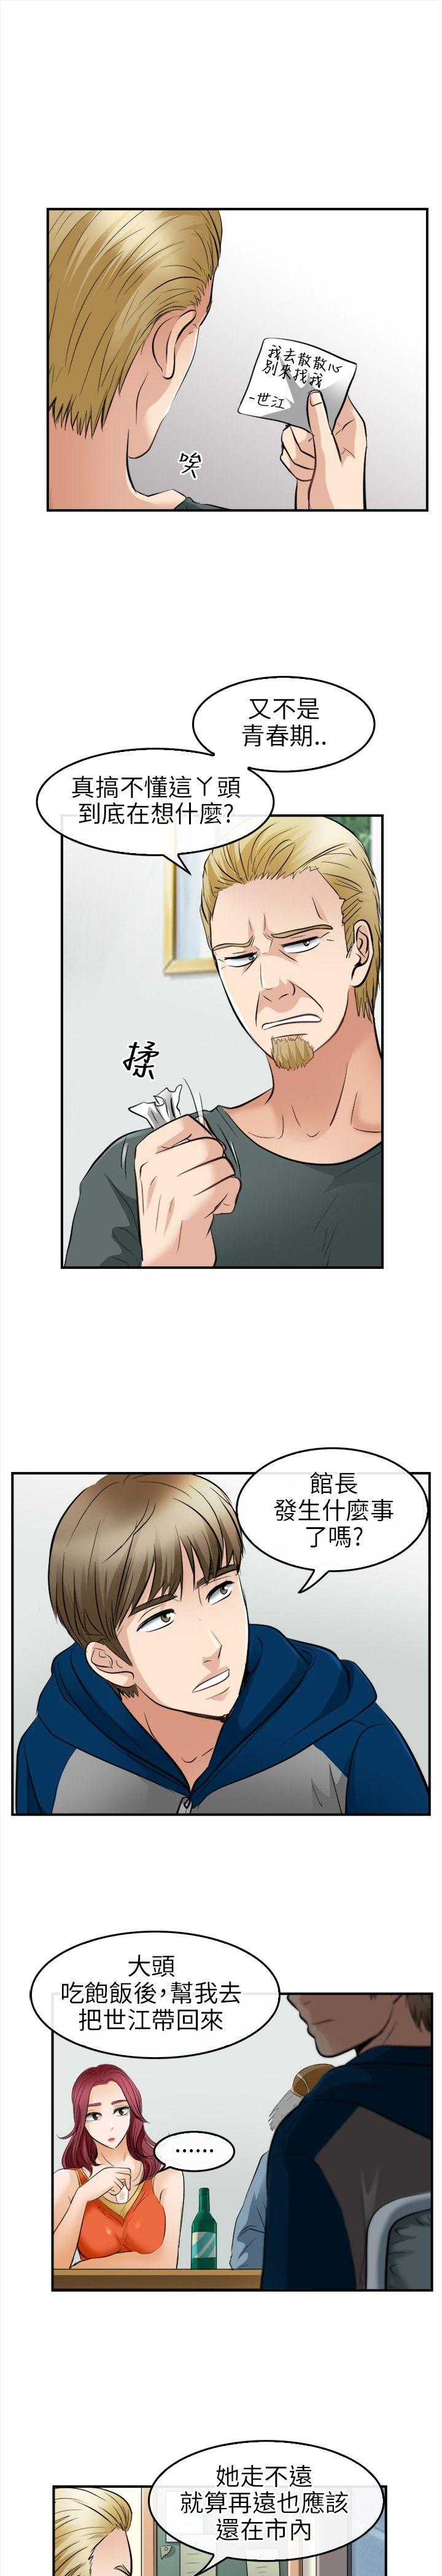 我去散散心
別來找我
-世江
唉
又不是
青春期..
真搞不懂這丫頭
到底在想什麼?
揉
館長
發生什麼事
了嗎?
大頭
吃飽飯後,幫我去
把世江帶回來
......
她走不遠
就算再遠也應該
還在市內